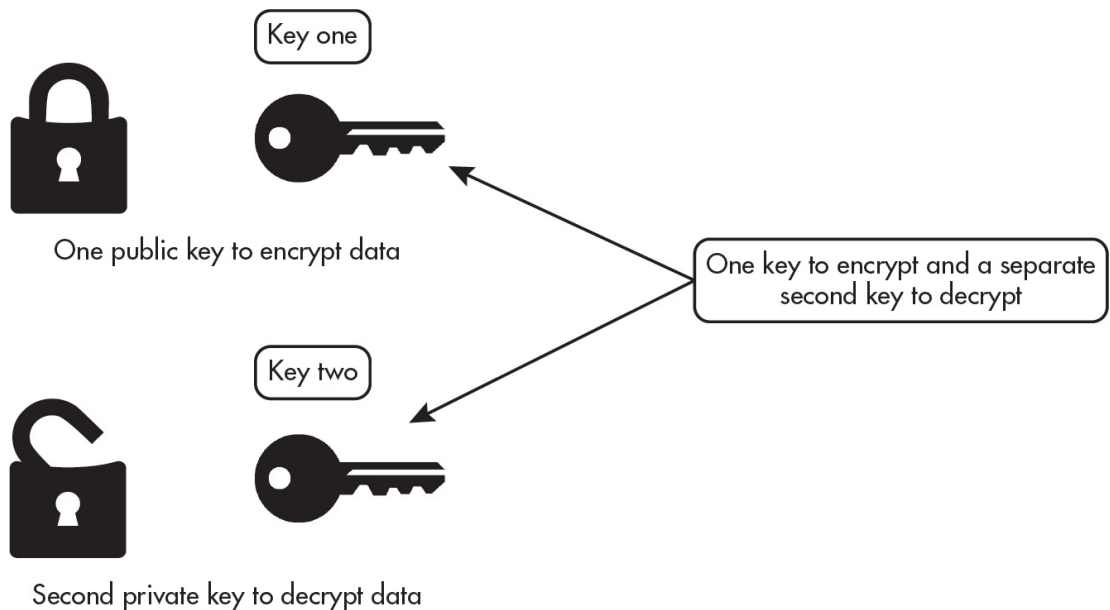 Key one
One public key to encrypt data
One key to encrypt and a separate
second key to decrypt
Key two
Second private key to decrypt data